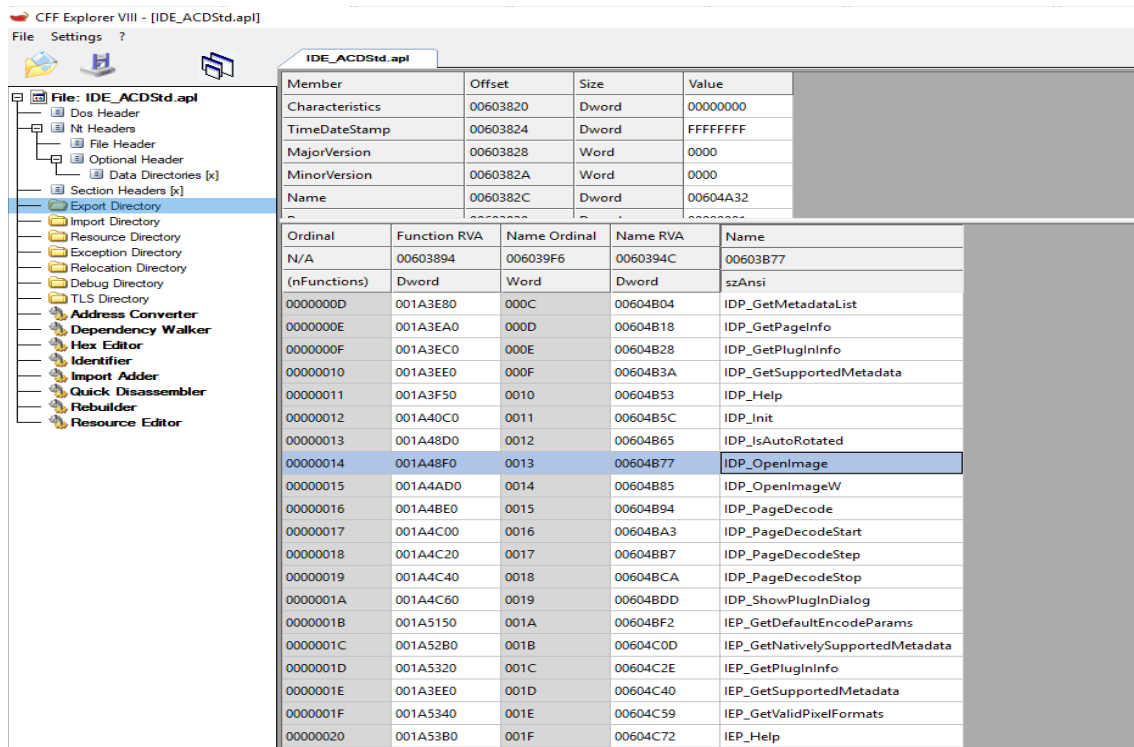 CFF Explorer VIII - [IDE_ACDStd.apl]
File Settings ?
IDE_ACDStd.apl
File: IDE_ACDStd.apl
Dos Header
Nt Headers
File Header
Optional Header
Data Directories [x]
Section Headers [x]
Export Directory
Import Directory
Resource Directory
Exception Directory
Relocation Directory
Debug Directory
TLS Directory
Address Converter
Dependency Walker
Hex Editor
Identifier
Import Adder
Quick Disassembler
Rebuilder
Resource Editor
Member Offset Size Value
Characteristics 00603820 Dword 00000000
TimeDateStamp 00603824 Dword FFFFFFFF
MajorVersion 00603828 Word 0000
MinorVersion 0060382A Word 0000
Name 0060382C Dword 00604A32
Ordinal Function RVA Name Ordinal Name RVA Name
N/A 00603894 006039F6 0060394C 00603B77
(nFunctions) Dword Word Dword szAnsi
0000000D 001A3E80 000C 00604B04 IDP_GetMetadataList
0000000E 001A3EA0 000D 00604B18 IDP_GetPageInfo
0000000F 001A3EC0 000E 00604B28 IDP_GetPlugInInfo
00000010 001A3EE0 000F 00604B3A IDP_GetSupportedMetadata
00000011 001A3F50 0010 00604B53 IDP_Help
00000012 001A40C0 0011 00604B5C IDP_Init
00000013 001A48D0 0012 00604B65 IDP_IsAutoRotated
00000014 001A48F0 0013 00604B77 IDP_OpenImage
00000015 001A4AD0 0014 00604B85 IDP_OpenImageW
00000016 001A4BE0 0015 00604B94 IDP_PageDecode
00000017 001A4C00 0016 00604BA3 IDP_PageDecodeStart
00000018 001A4C20 0017 00604BB7 IDP_PageDecodeStep
00000019 001A4C40 0018 00604BCA IDP_PageDecodeStop
0000001A 001A4C60 0019 00604BDD IDP_ShowPlugInDialog
0000001B 001A5150 001A 00604BF2 IEP_GetDefaultEncodeParams
0000001C 001A52B0 001B 00604C0D IEP_GetNativelySupportedMetadata
0000001D 001A5320 001C 00604C2E IEP_GetPlugInInfo
0000001E 001A3EE0 001D 00604C40 IEP_GetSupportedMetadata
0000001F 001A5340 001E 00604C59 IEP_GetValidPixelFormats
00000020 001A53B0 001F 00604C72 IEP_Help